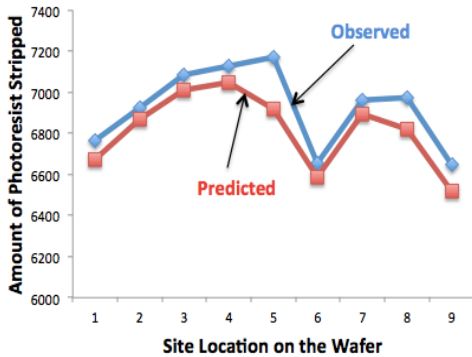 Amount of Photoresist Stripped
7400
7200
7000
6800
6600
6400
6200
6000
Observed
Predicted
1 2 3 4 5 6 7 8 9
Site Location on the Wafer